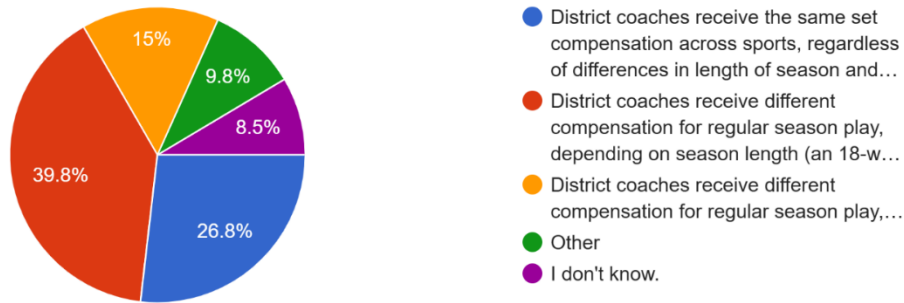 15%
9.8%
8.5%
39.8%
26.8%
District coaches receive the same set
compensation across sports, regardless
of differences in length of season and…
District coaches receive different
compensation for regular season play,
depending on season length (an 18-w…
District coaches receive different
compensation for regular season play,…
Other
I don't know.